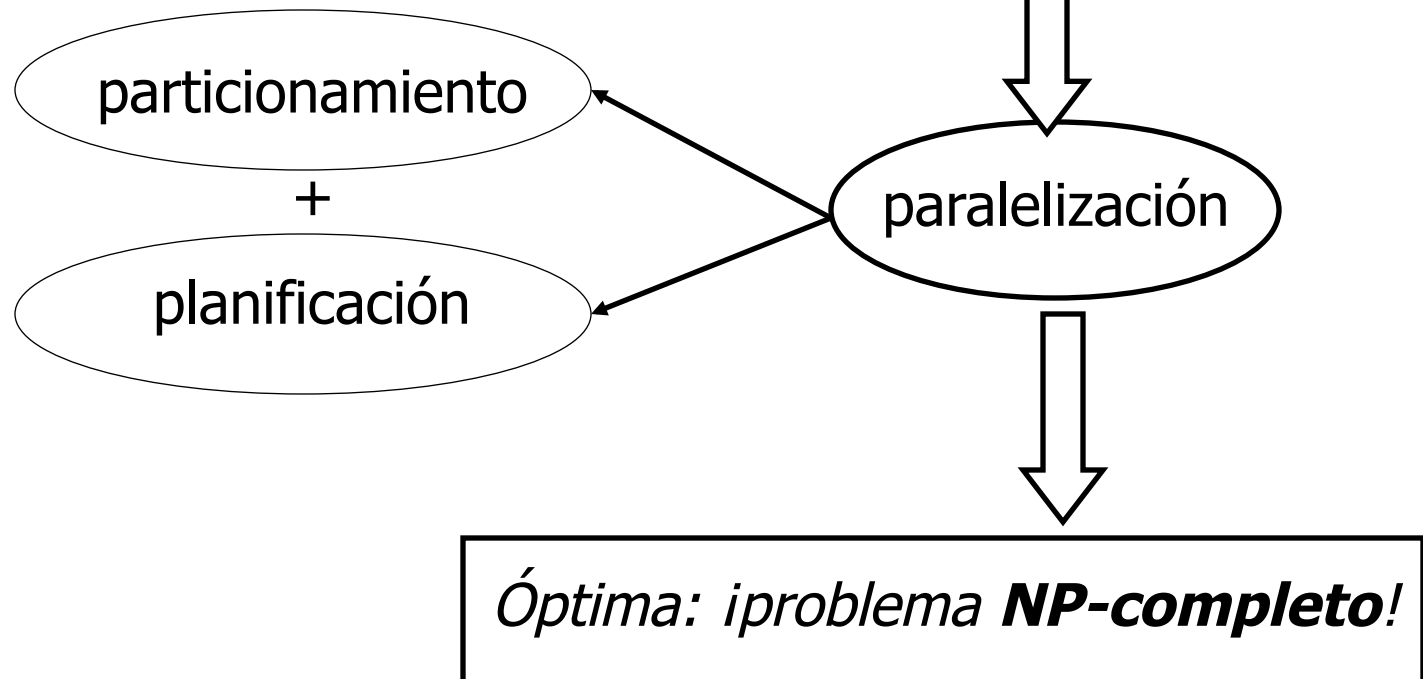 particionamiento
+
planificación
paralelización
Óptima: ¡problema NP-completo!